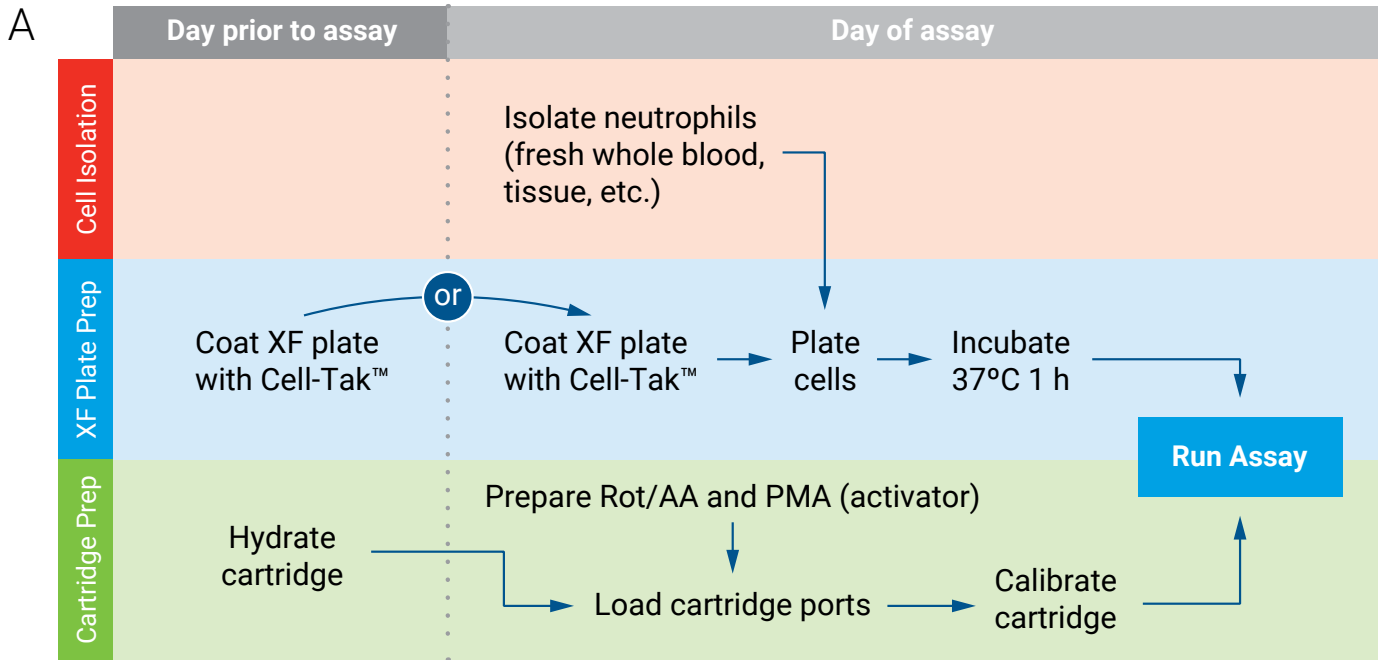 A
Day prior to assay
Day of assay
Cell Isolation
Isolate neutrophils
(fresh whole blood,
tissue, etc.)
XF Plate Prep
or
Coat XF plate
with Cell-Tak™
Coat XF plate
with Cell-Tak™
Plate
cells
Incubate
37ºC 1 h
Run Assay
Cartridge Prep
Prepare Rot/AA and PMA (activator)
Hydrate
cartridge
Load cartridge ports
Calibrate
cartridge